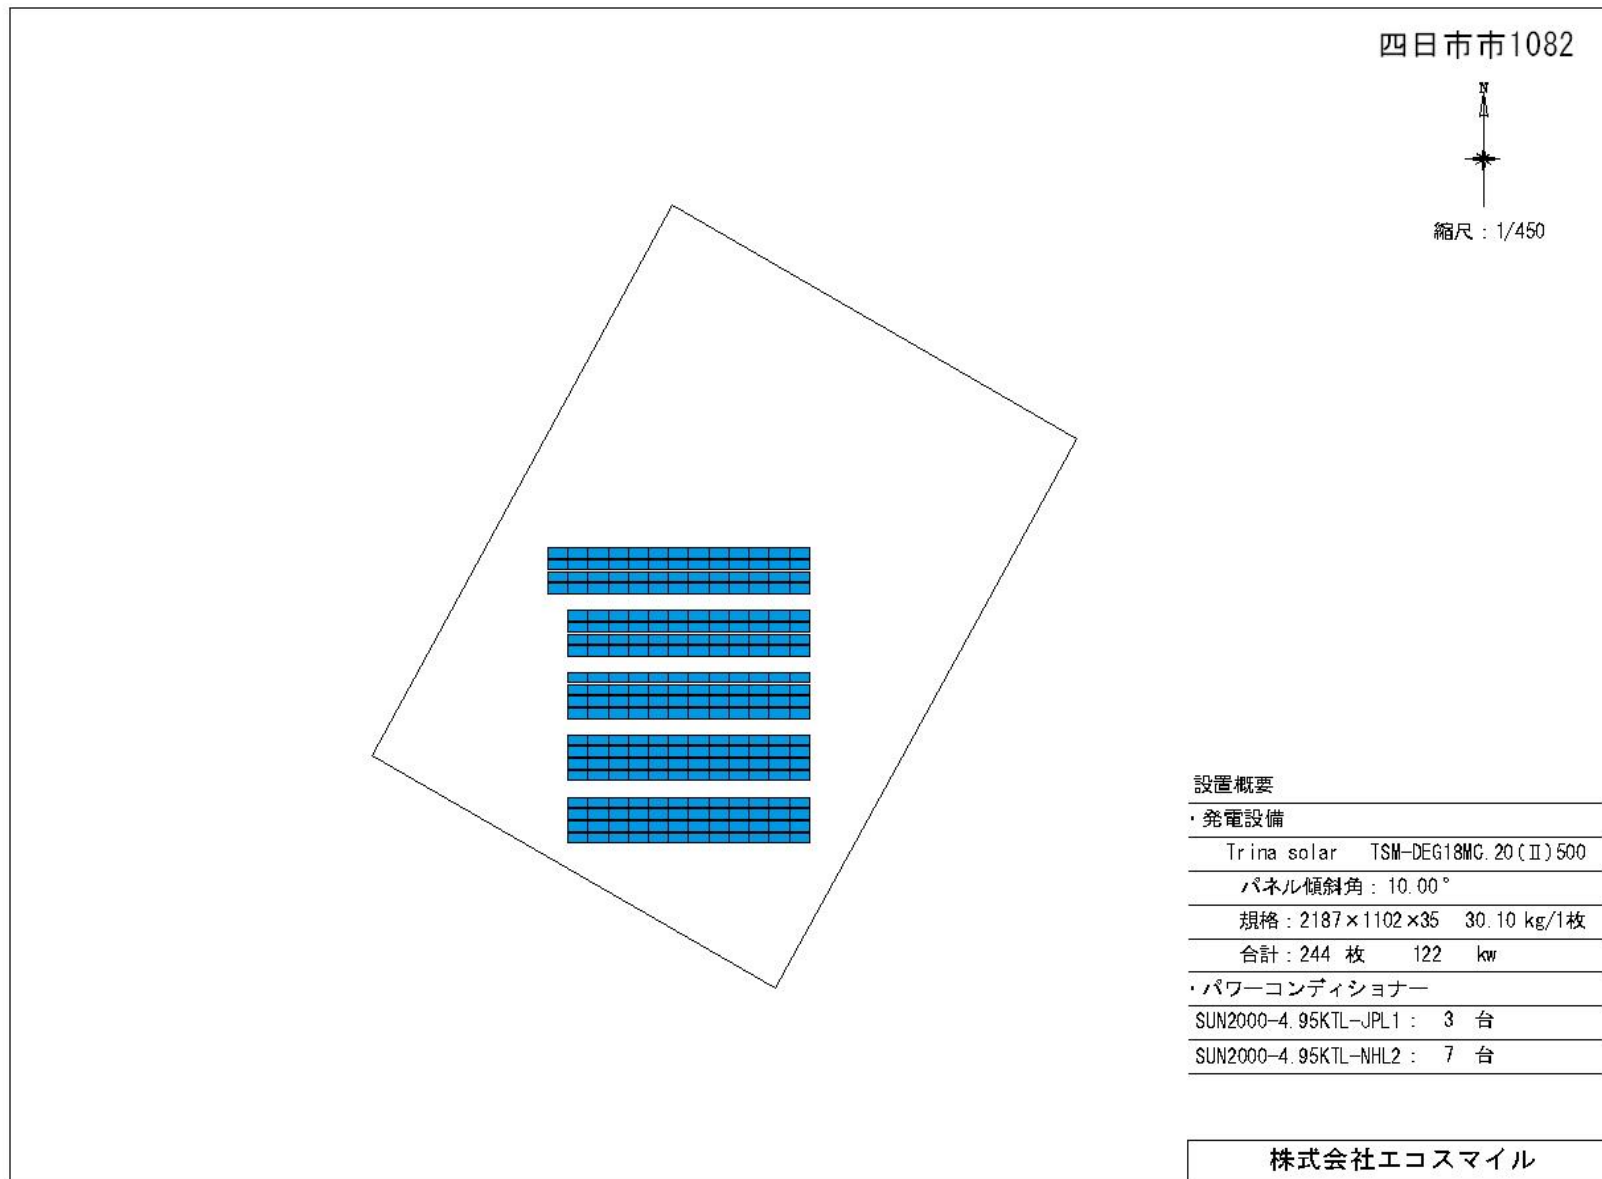 四日市市1082
N
縮尺：1/450
設置概要
・発電設備
Trina solar TSM-DEG18MC.20(Ⅱ)500
パネル傾斜角：10.00°
規格：2187×1102×35 30.10 kg/1枚
合計：244 枚 122 kw
・パワーコンディショナー
SUN2000-4.95KTL-JPL1： 3 台
SUN2000-4.95KTL-NHL2： 7 台
株式会社エコスマイル